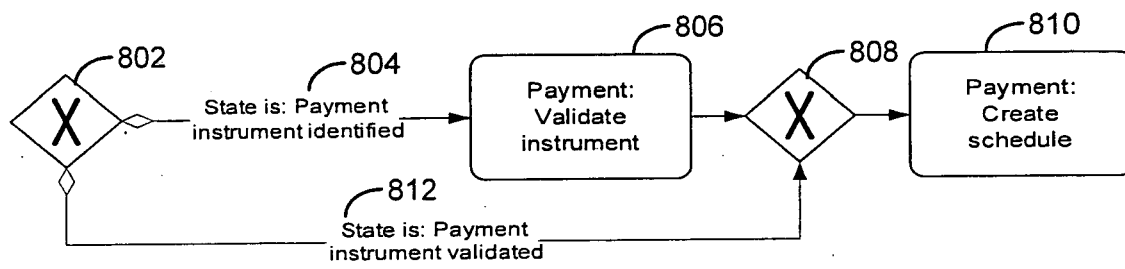 802
804
State is: Payment
instrument identified
806
Payment:
Validate
instrument
808
X
X
810
Payment:
Create
schedule
812
State is: Payment
instrument validated